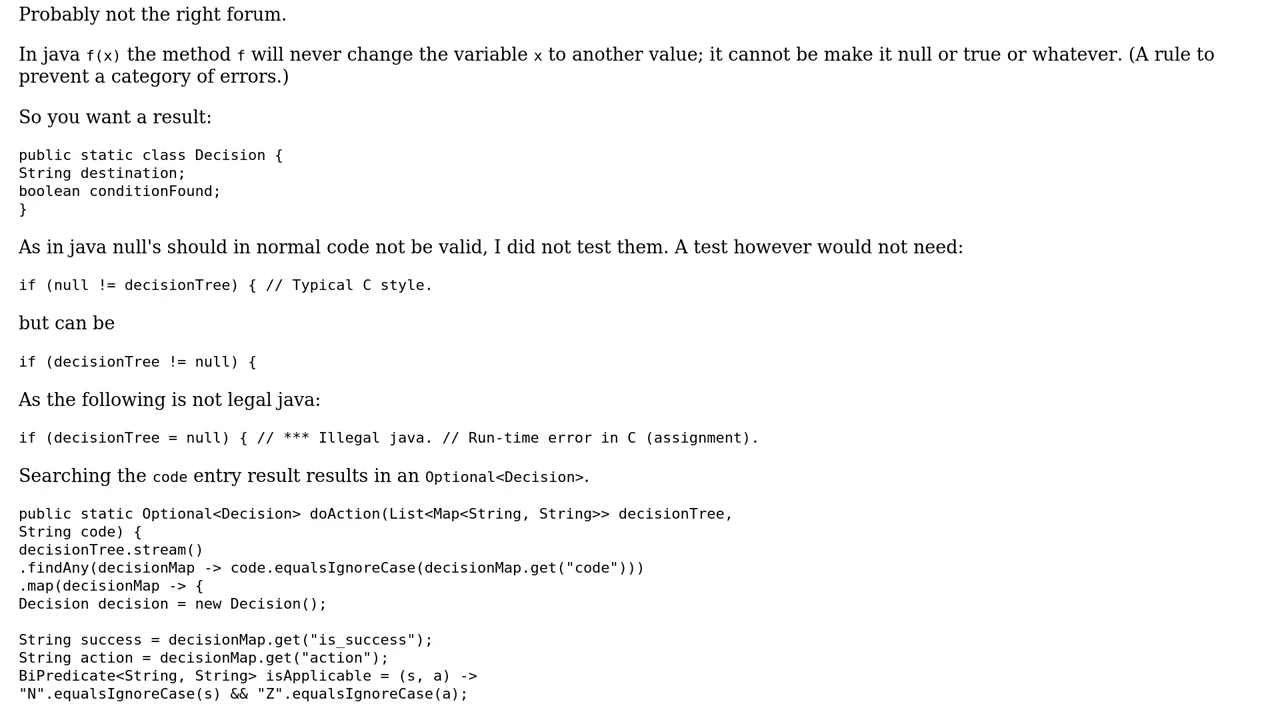 Probably not the right forum.
In java f(x) the method f will never change the variable x to another value; it cannot be make it null or true or whatever. (A rule to
prevent a category of errors.)
So you want a result:
public static class Decision {
String destination;
boolean conditionFound;
}
As in java null's should in normal code not be valid, I did not test them. A test however would not need:
if (null != decisionTree) { // Typical C style.
but can be
if (decisionTree != null) {
As the following is not legal java:
if (decisionTree = null) { // *** Illegal java. // Run-time error in C (assignment).
Searching the code entry result results in an Optional<Decision>.
public static Optional<Decision> doAction(List<Map<String, String>> decisionTree,
String code) {
decisionTree.stream()
.findAny(decisionMap -> code.equalsIgnoreCase(decisionMap.get("code")))
.map(decisionMap -> {
Decision decision = new Decision();
String success = decisionMap.get("is_success");
String action = decisionMap.get("action");
BiPredicate<String, String> isApplicable = (s, a) ->
"N".equalsIgnoreCase(s) && "Z".equalsIgnoreCase(a);